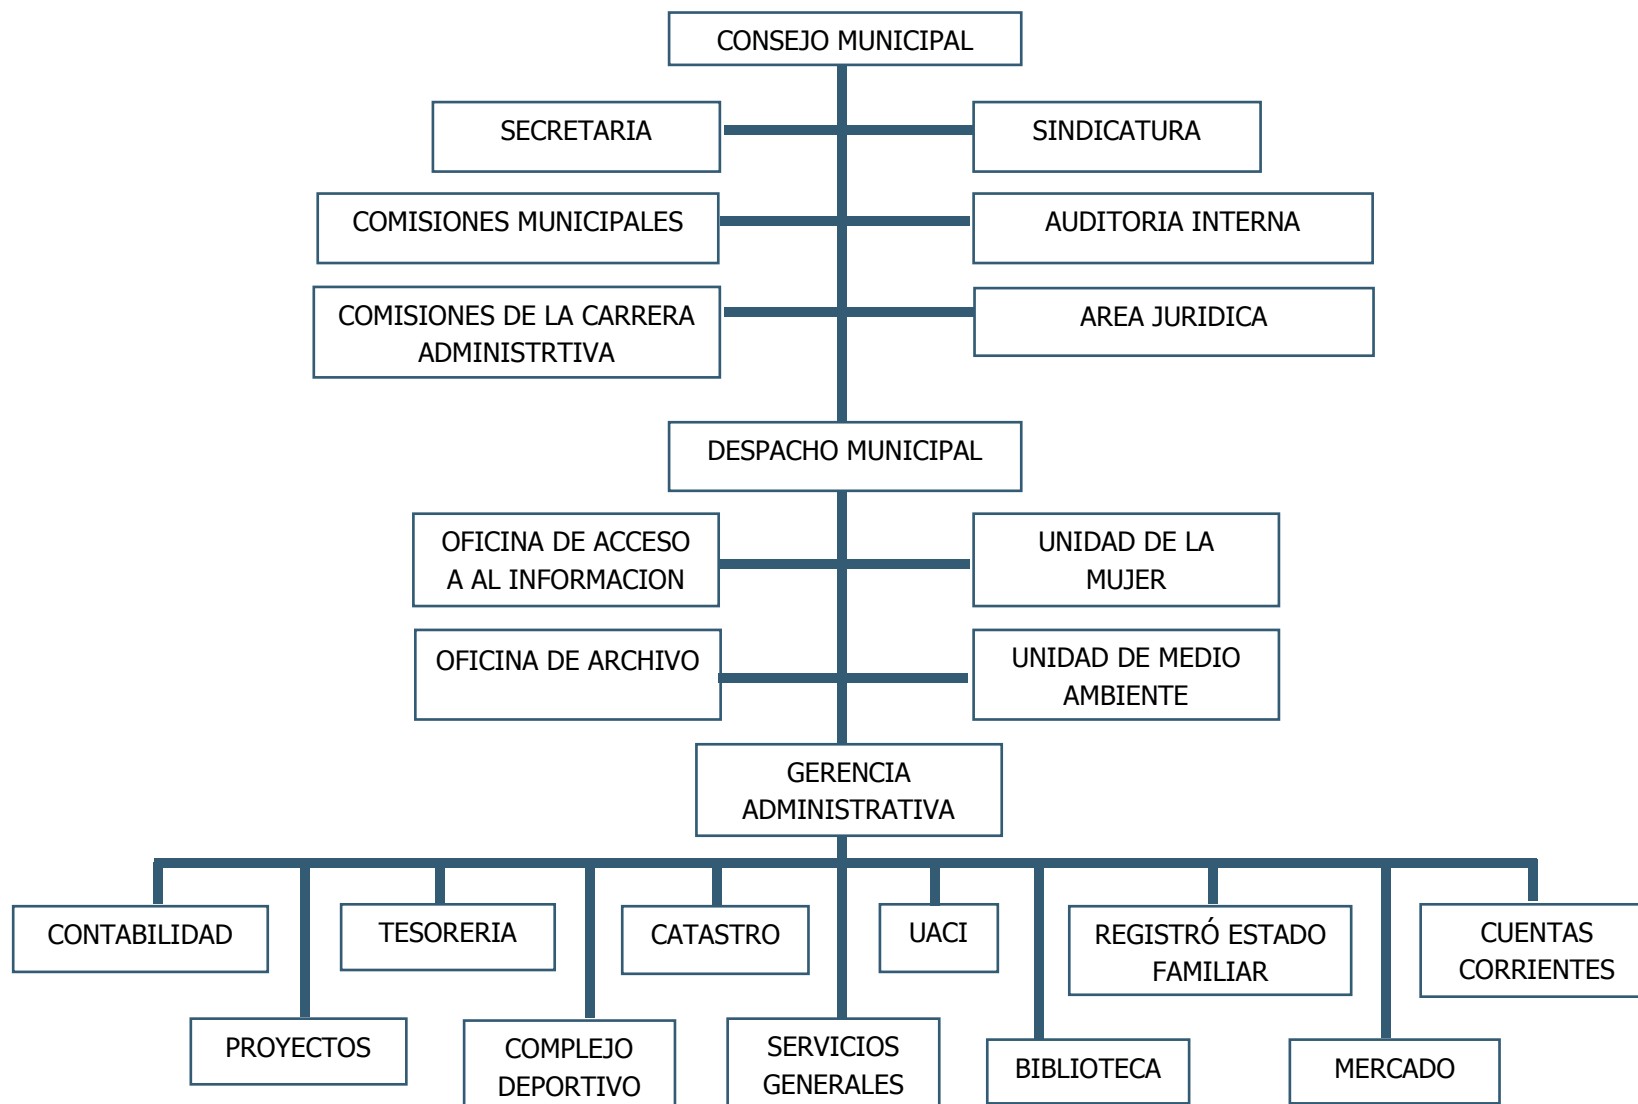 CONSEJO MUNICIPAL
SECRETARIA
SINDICATURA
COMISIONES MUNICIPALES
AUDITORIA INTERNA
COMISIONES DE LA CARRERA
ADMINISTRTIVA
AREA JURIDICA
DESPACHO MUNICIPAL
OFICINA DE ACCESO
A AL INFORMACION
UNIDAD DE LA
MUJER
OFICINA DE ARCHIVO
UNIDAD DE MEDIO
AMBIENTE
GERENCIA
ADMINISTRATIVA
CONTABILIDAD
TESORERIA
CATASTRO
UACI
REGISTRÓ ESTADO
FAMILIAR
CUENTAS
CORRIENTES
PROYECTOS
COMPLEJO
DEPORTIVO
SERVICIOS
GENERALES
BIBLIOTECA
MERCADO